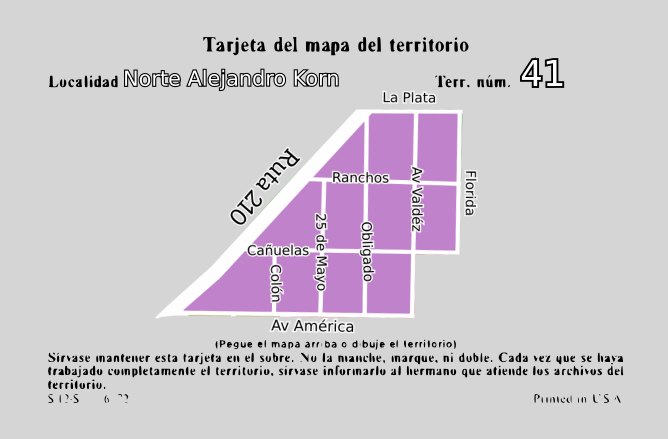 Tarjeta del mapa del territorio
Localidad Norte Alejandro Korn Terr. núm. 41
La Plata
Ruta 210
Ranchos
Av Valdéz
Florida
25 de Mayo
Obligado
Cañuelas
Colón
Av América
(Pegue el mapa arriba o dibuje el territorio)
Sírvase mantener esta tarjeta en el sobre. No la manche, marque, ni doble. Cada vez que se haya
trabajado completamente el territorio, sírvase informarlo al hermano que atiende los archivos del
territorio.
S-12-S 6-72 Printed in U.S.A.